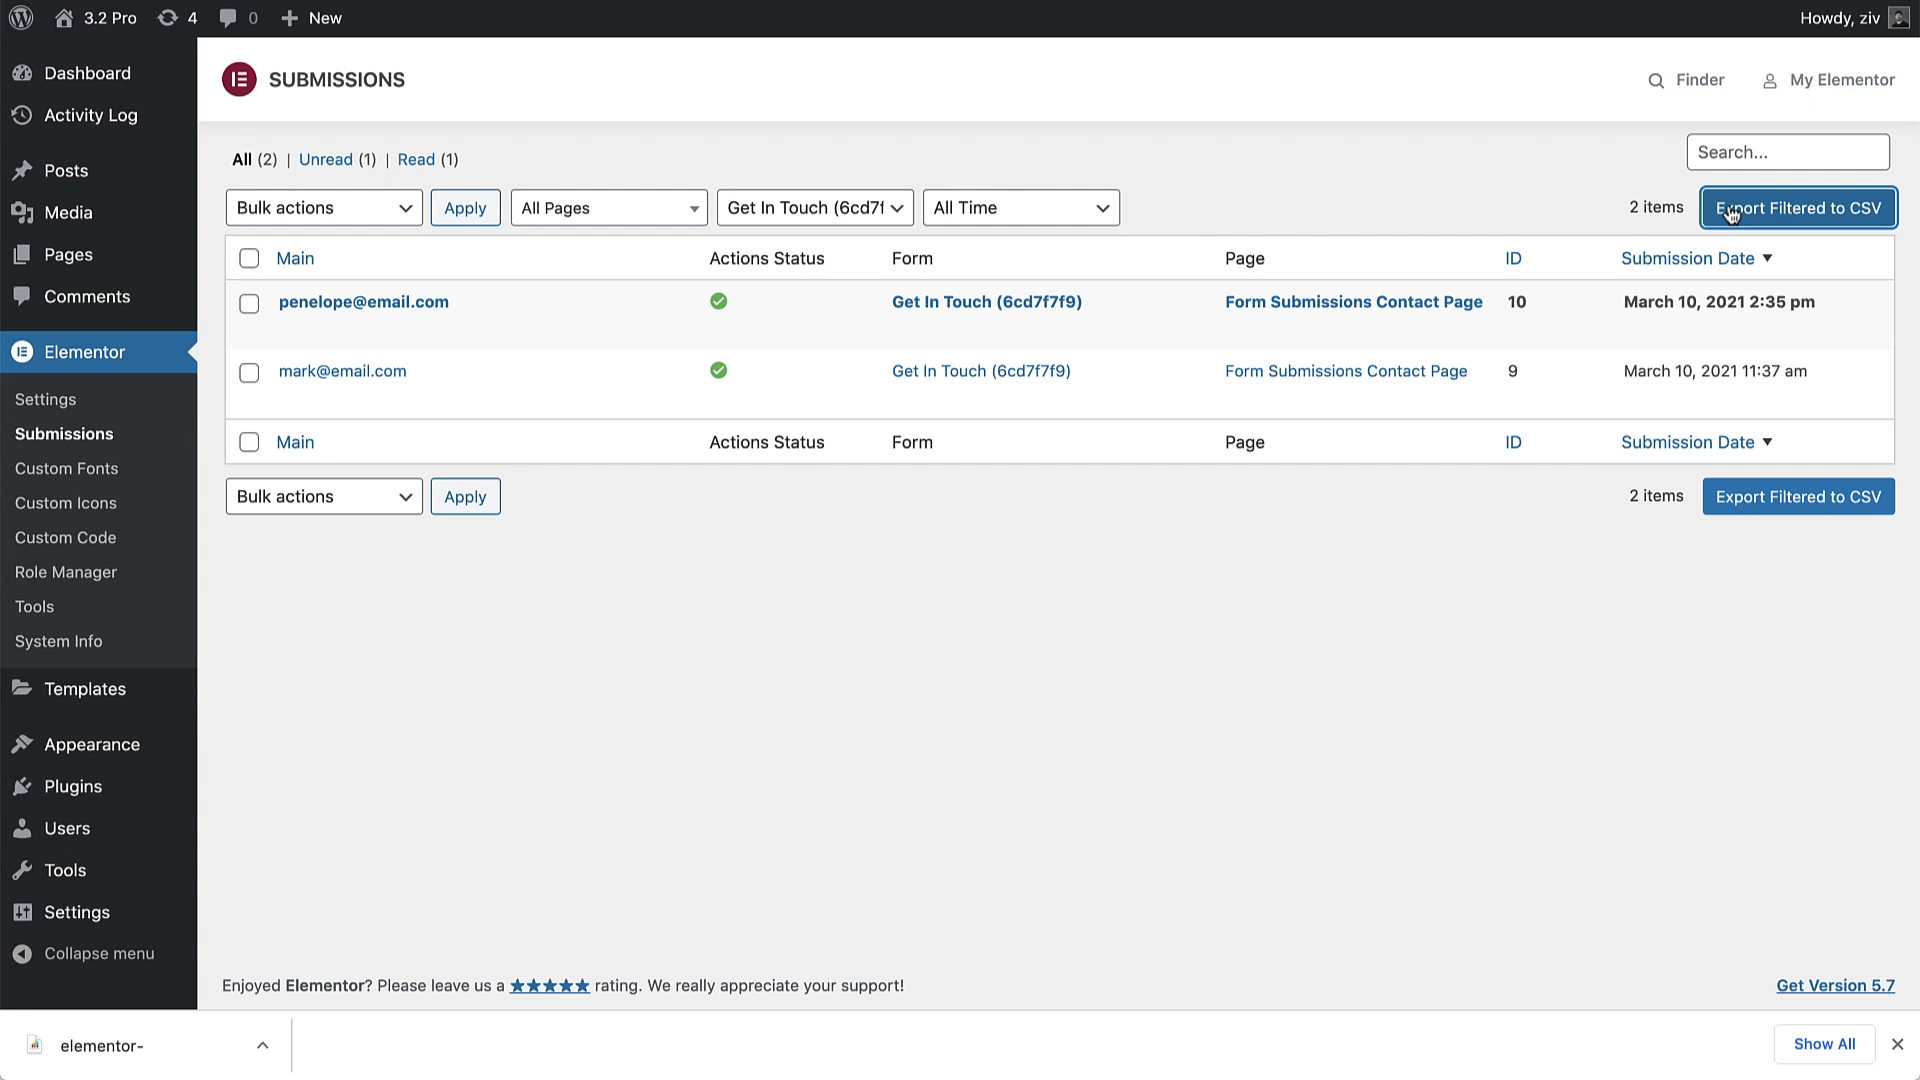 3.2 Pro 4 0 New Howdy, ziv
Dashboard
Activity Log
Posts
Media
Pages
Comments
Elementor
Settings
Submissions
Custom Fonts
Custom Icons
Custom Code
Role Manager
Tools
System Info
Templates
Appearance
Plugins
Users
Tools
Settings
Collapse menu
SUBMISSIONS Finder My Elementor
All (2) | Unread (1) | Read (1) Search...
Bulk actions Apply All Pages Get In Touch (6cd7f All Time 2 items Export Filtered to CSV
Main Actions Status Form Page ID Submission Date ▼
penelope@email.com Get In Touch (6cd7f7f9) Form Submissions Contact Page 10 March 10, 2021 2:35 pm
mark@email.com Get In Touch (6cd7f7f9) Form Submissions Contact Page 9 March 10, 2021 11:37 am
Main Actions Status Form Page ID Submission Date ▼
Bulk actions Apply 2 items Export Filtered to CSV
Enjoyed Elementor? Please leave us a ★★★★★ rating. We really appreciate your support! Get Version 5.7
elementor- Show All